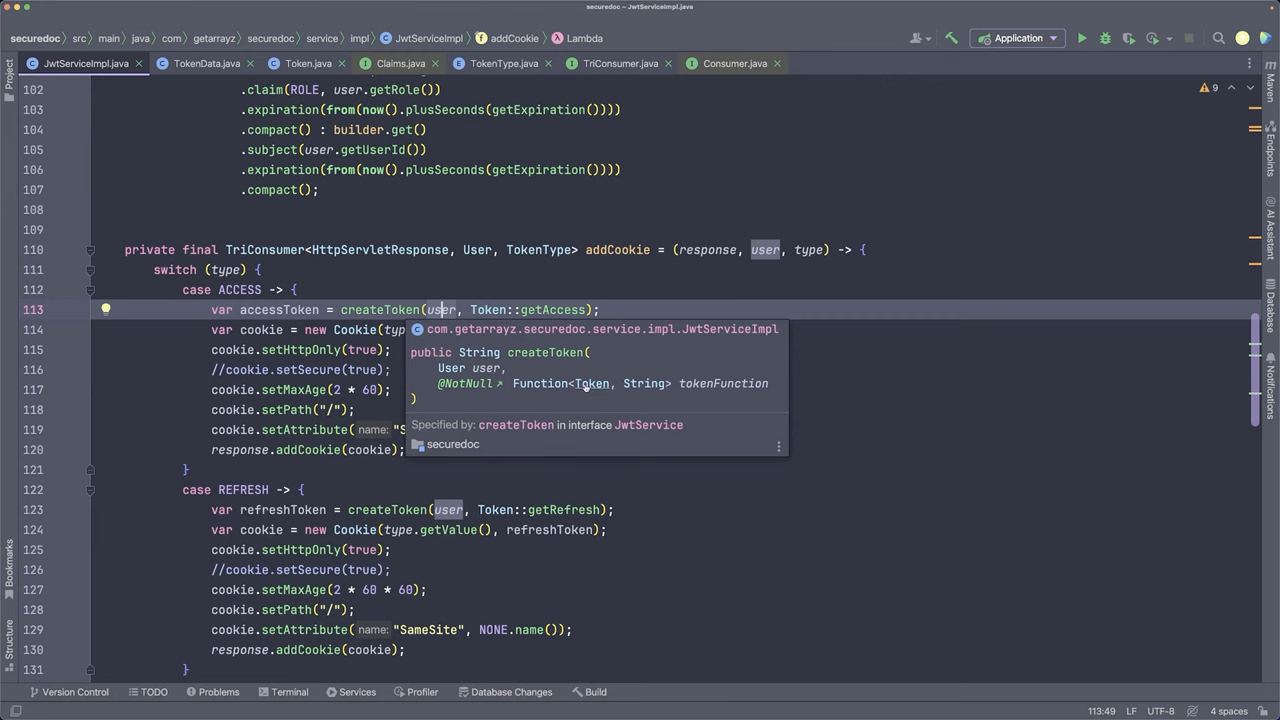 securedoc – JwtServiceImpl.java
securedoc src main java com getarrayz securedoc service impl JwtServiceImpl addCookie Lambda Application
JwtServiceImpl.java TokenData.java Token.java Claims.java TokenType.java TriConsumer.java Consumer.java
Project
Bookmarks
Structure
102 .claim(ROLE, user.getRole())
103 .expiration(from(now().plusSeconds(getExpiration())))
104 .compact() : builder.get()
105 .subject(user.getUserId())
106 .expiration(from(now().plusSeconds(getExpiration())))
107 .compact();
108
109
110 private final TriConsumer<HttpServletResponse, User, TokenType> addCookie = (response, user, type) -> {
111 switch (type) {
112 case ACCESS -> {
113 var accessToken = createToken(user, Token::getAccess);
114 var cookie = new Cookie(typ
115 cookie.setHttpOnly(true);
116 //cookie.setSecure(true);
117 cookie.setMaxAge(2 * 60);
118 cookie.setPath("/");
119 cookie.setAttribute( name: "S
120 response.addCookie(cookie);
121 }
122 case REFRESH -> {
123 var refreshToken = createToken(user, Token::getRefresh);
124 var cookie = new Cookie(type.getValue(), refreshToken);
125 cookie.setHttpOnly(true);
126 //cookie.setSecure(true);
127 cookie.setMaxAge(2 * 60 * 60);
128 cookie.setPath("/");
129 cookie.setAttribute( name: "SameSite", NONE.name());
130 response.addCookie(cookie);
131 }
com.getarrayz.securedoc.service.impl.JwtServiceImpl
public String createToken(
User user,
@NotNull↗ Function<Token, String> tokenFunction
)
Specified by: createToken in interface JwtService
securedoc
9
Maven
Endpoints
AI Assistant
Database
Notifications
Version Control TODO Problems Terminal Services Profiler Database Changes Build
113:49 LF UTF-8 4 spaces